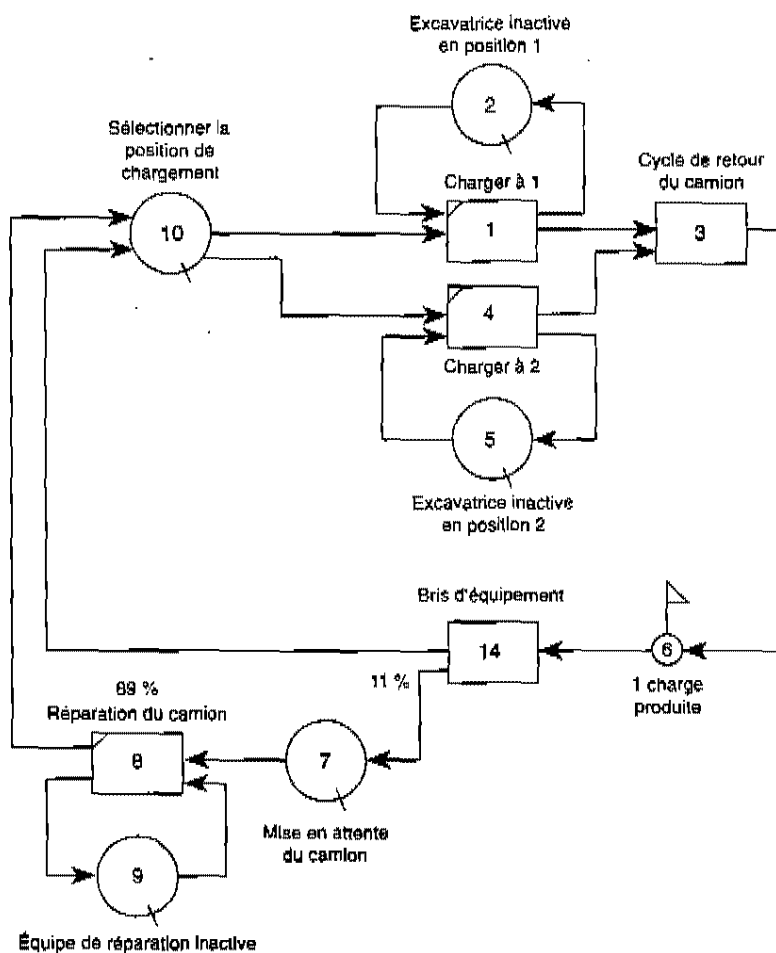 Excavatrice inactive
en position 1
2
Sélectionner la
position de
chargement
10
Charger à 1
1
Cycle de retour
du camion
3
4
Charger à 2
5
Excavatrice inactive
en position 2
Bris d'équipement
14
6
1 charge
produite
89 %
11 %
Réparation du camion
8
7
Mise en attente
du camion
9
Équipe de réparation inactive